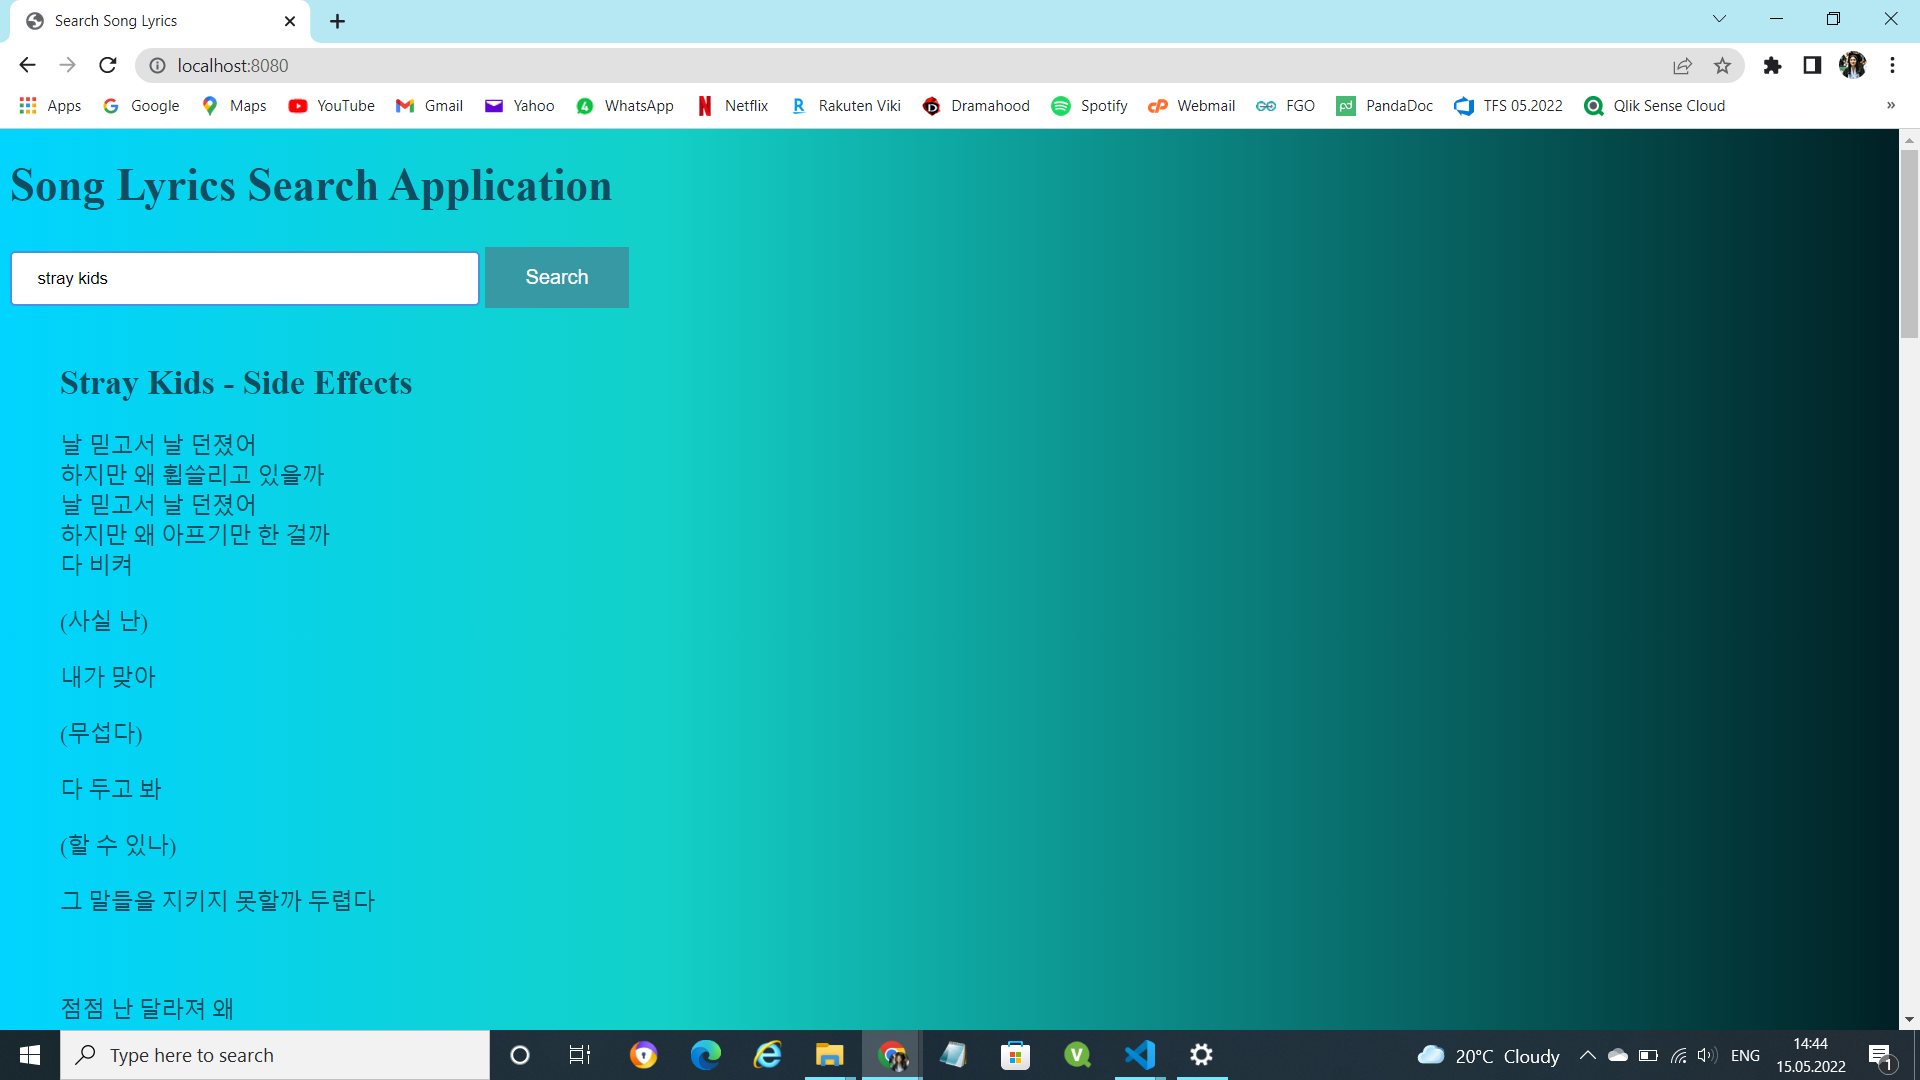 Search Song Lyrics
localhost:8080
Apps Google Maps YouTube Gmail Yahoo WhatsApp Netflix Rakuten Viki Dramahood Spotify Webmail FGO PandaDoc TFS 05.2022 Qlik Sense Cloud »
Song Lyrics Search Application
stray kids Search
Stray Kids - Side Effects
날 믿고서 날 던졌어
하지만 왜 휩쓸리고 있을까
날 믿고서 날 던졌어
하지만 왜 아프기만 한 걸까
다 비켜
(사실 난)
내가 맞아
(무섭다)
다 두고 봐
(할 수 있나)
그 말들을 지키지 못할까 두렵다
점점 난 달라져 왜
Type here to search
20°C Cloudy
ENG
14:44
15.05.2022
1